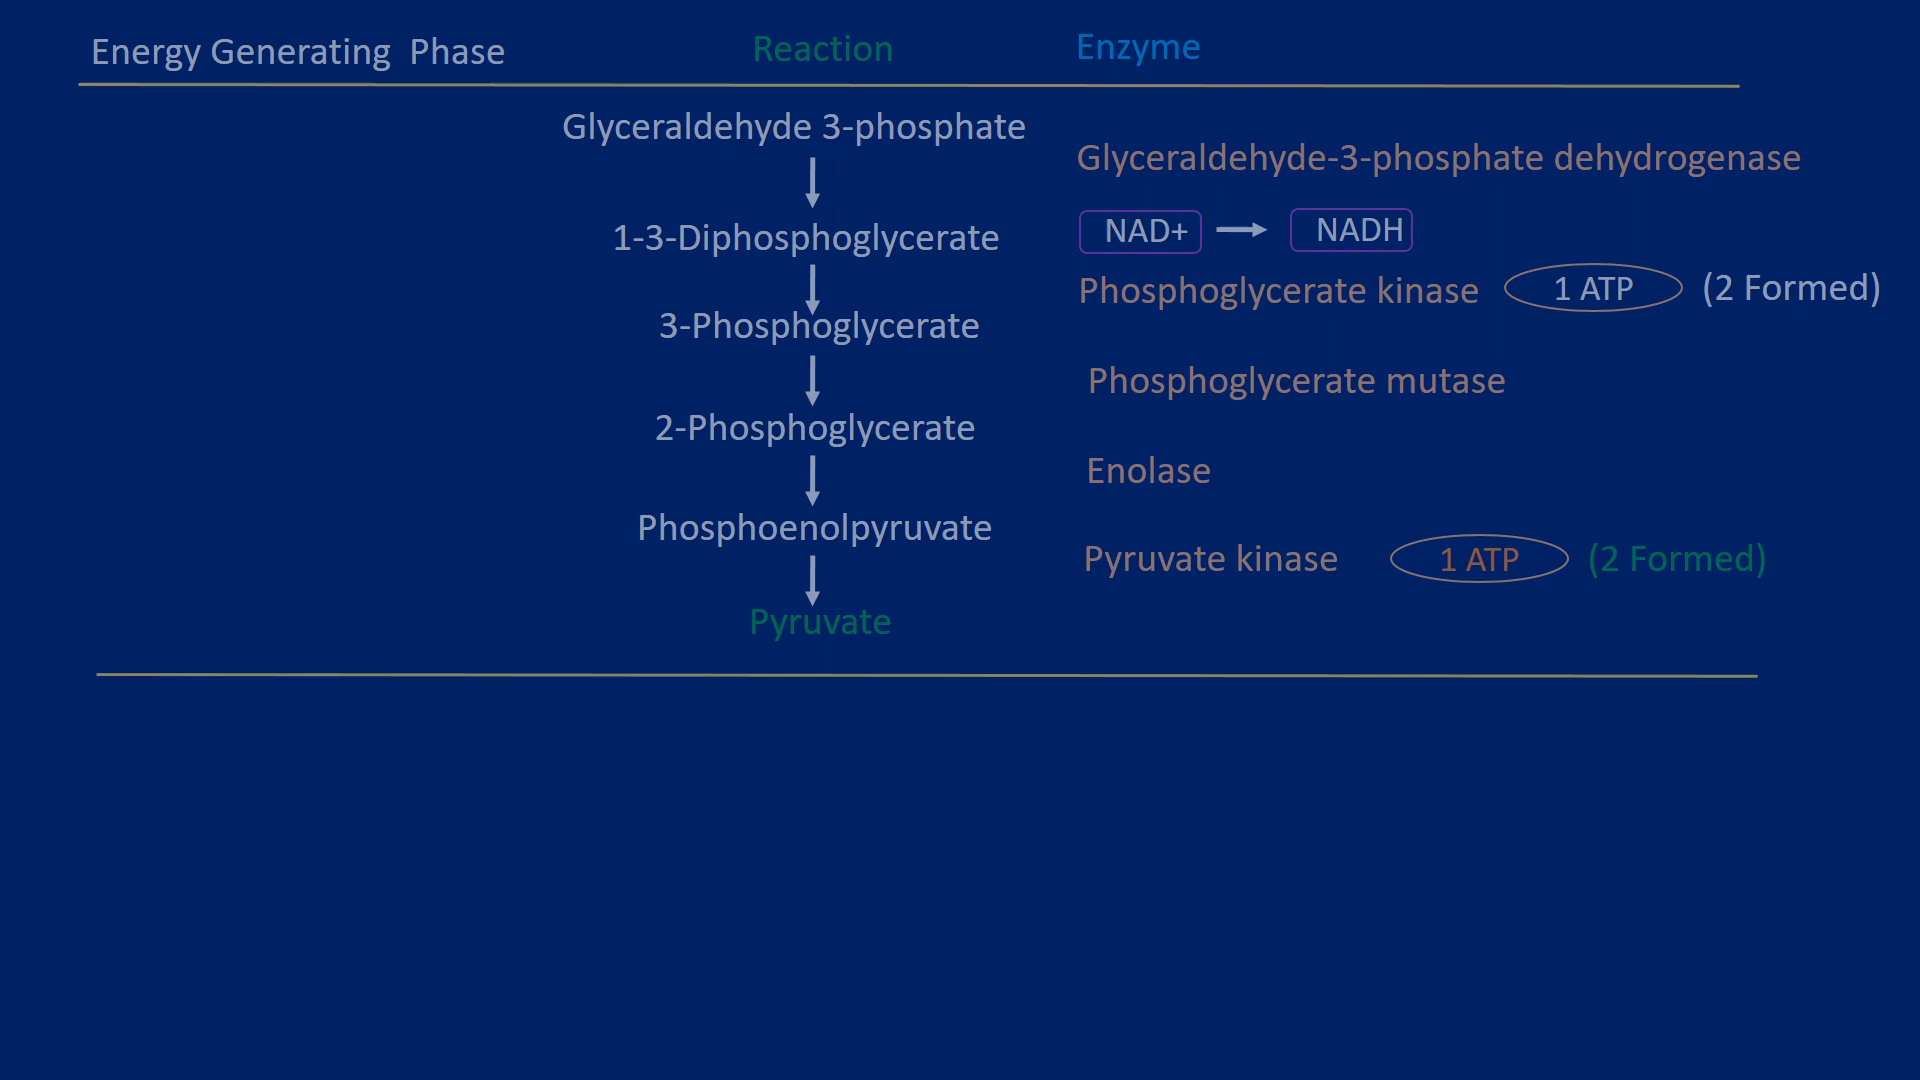 Energy Generating  Phase
Reaction
Enzyme
Glyceraldehyde 3-phosphate
Glyceraldehyde-3-phosphate dehydrogenase
1-3-Diphosphoglycerate
NAD+
NADH
Phosphoglycerate kinase
1 ATP
(2 Formed)
3-Phosphoglycerate
Phosphoglycerate mutase
2-Phosphoglycerate
Enolase
Phosphoenolpyruvate
Pyruvate kinase
1 ATP
(2 Formed)
Pyruvate